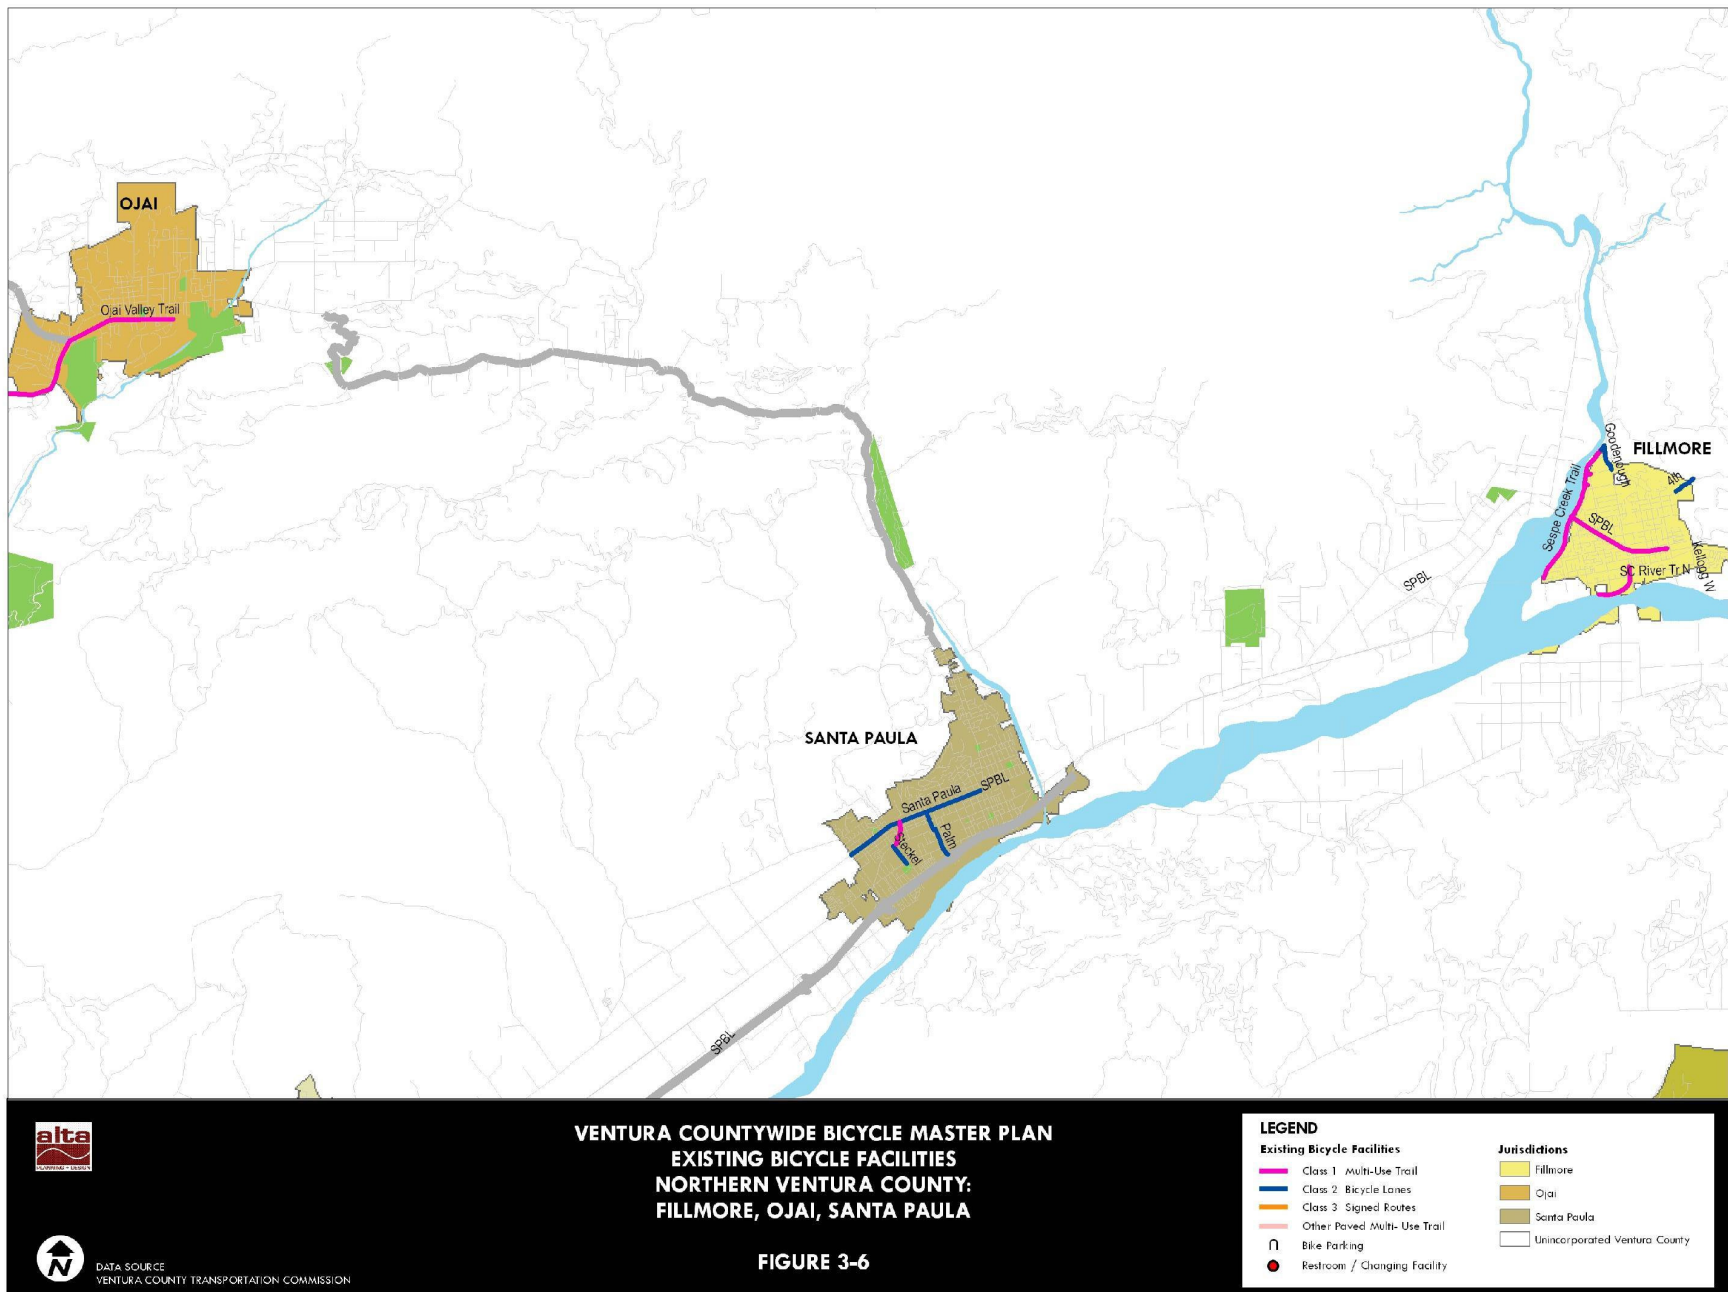 OJAI
Ojai Valley Trail
Goodenough
FILLMORE
4th
Sespe Creek Trail
SPBL
Kellogg W
SC River Tr N
SPBL
SANTA PAULA
Santa Paula
SPBL
Palm
Steckel
SPBL
alta
PLANNING + DESIGN
N
DATA SOURCE
VENTURA COUNTY TRANSPORTATION COMMISSION
VENTURA COUNTYWIDE BICYCLE MASTER PLAN
EXISTING BICYCLE FACILITIES
NORTHERN VENTURA COUNTY:
FILLMORE, OJAI, SANTA PAULA
FIGURE 3-6
LEGEND
Existing Bicycle Facilities
Class 1 Multi-Use Trail
Class 2 Bicycle Lanes
Class 3 Signed Routes
Other Paved Multi- Use Trail
Bike Parking
Restroom / Changing Facility
Jurisdictions
Fillmore
Ojai
Santa Paula
Unincorporated Ventura County